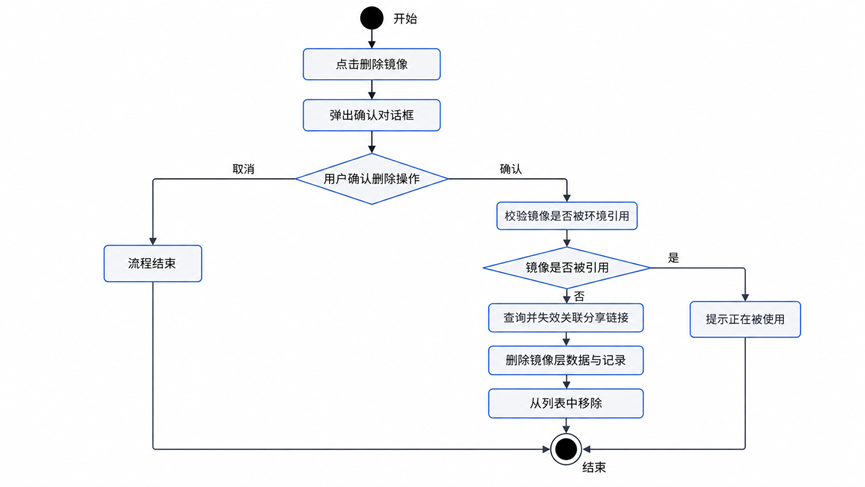 开始
点击删除镜像
弹出确认对话框
用户确认删除操作
取消
确认
流程结束
校验镜像是否被环境引用
镜像是否被引用
是
否
提示正在被使用
查询并失效关联分享链接
删除镜像层数据与记录
从列表中移除
结束